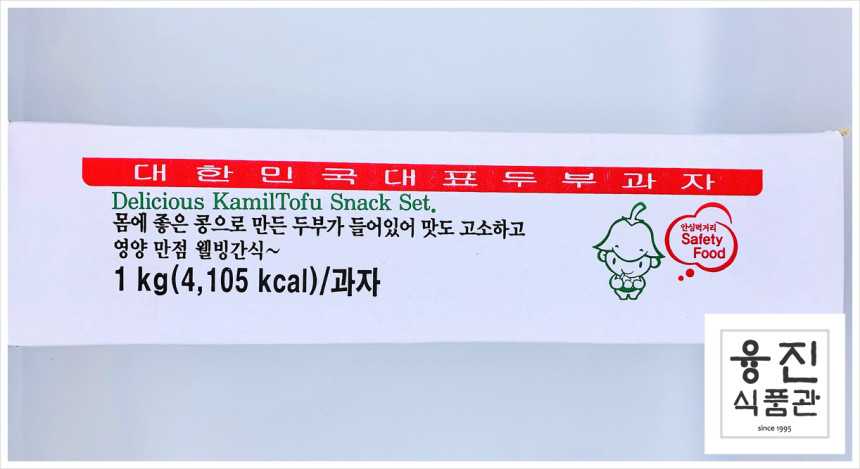 대한민국대표두부과자
Delicious KamilTofu Snack Set.
몸에 좋은 콩으로 만든 두부가 들어있어 맛도 고소하고
영양 만점 웰빙간식~
1 kg(4,105 kcal)/과자
안심먹거리
Safety
Food
융진
식품관
since 1995